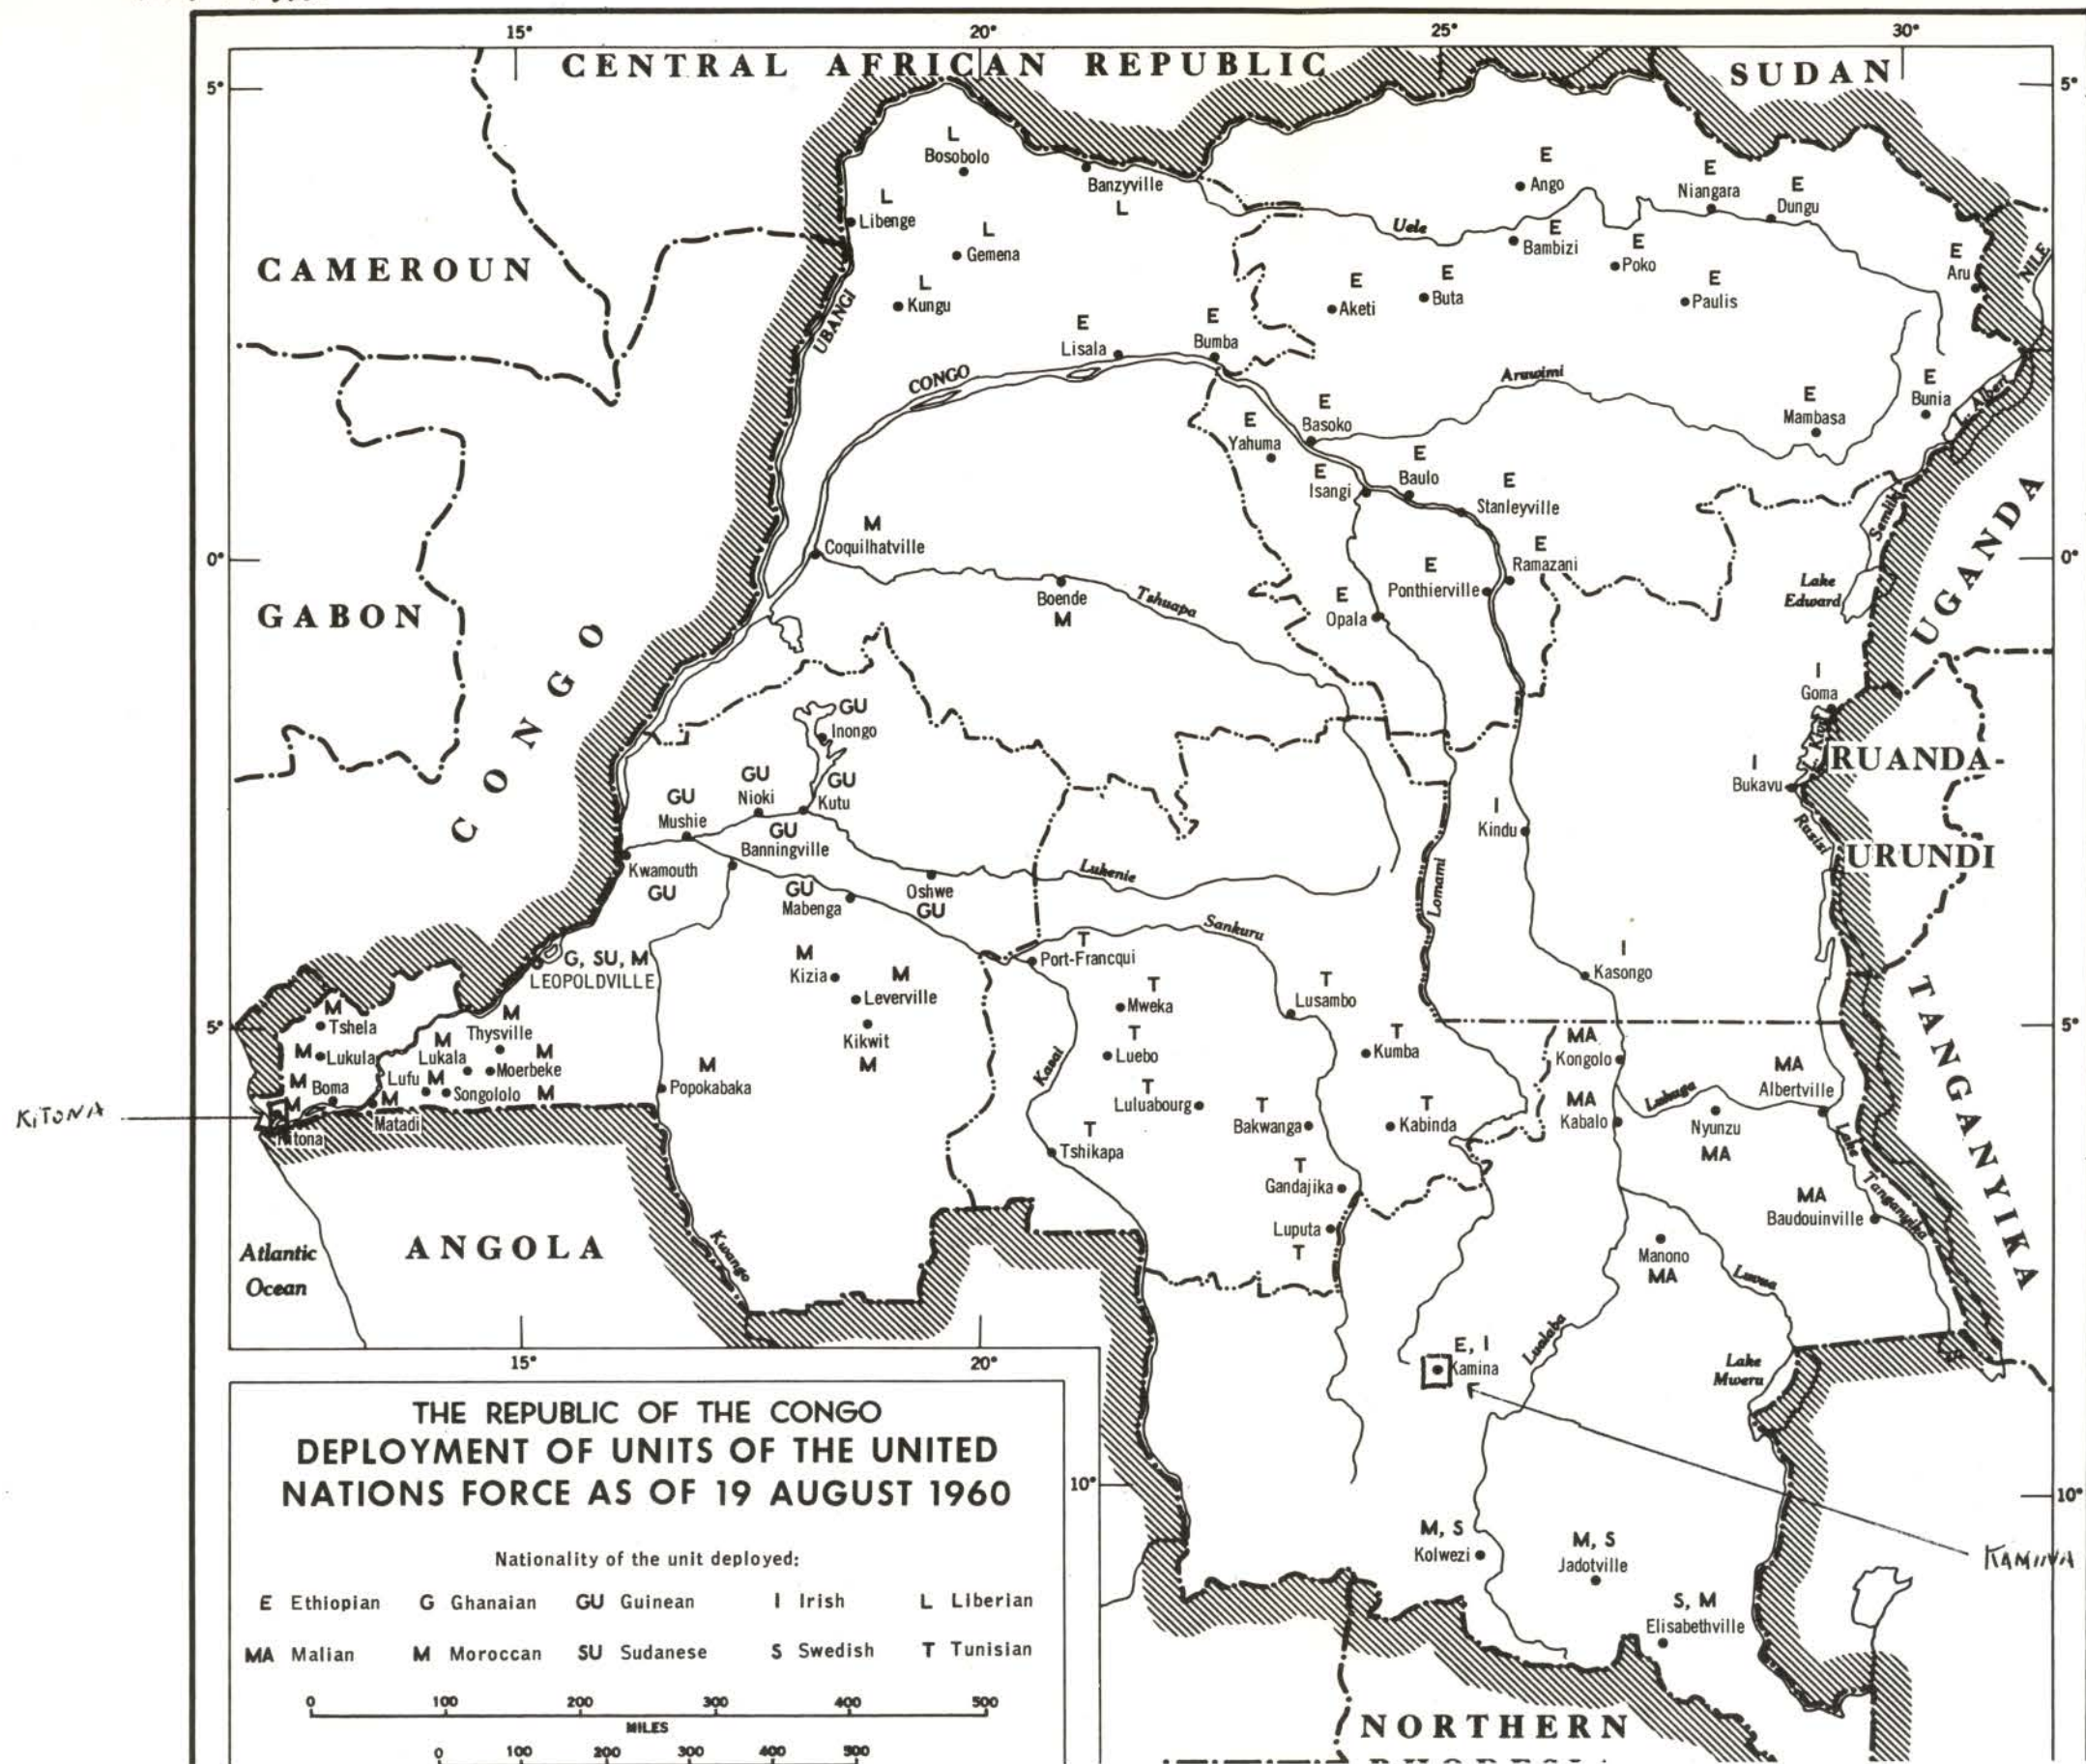 15°
20°
25°
30°
CENTRAL AFRICAN REPUBLIC
SUDAN
5°
5°
L
Bosobolo
Banzyville
L
E
Ango
E
Niangara
E
Dungu
L
Libenge
Uele
E
Bambizi
E
Poko
L
Gemena
CAMEROUN
E
Aru
NILE
L
Kungu
E
Aketi
E
Buta
E
Paulis
UBANGI
E
Lisala
E
Bumba
CONGO
Aruwimi
E
Bunia
L. Albert
E
Mambasa
E
Basoko
E
Yahuma
E
Isangi
E
Baulo
E
Stanleyville
Semliki
UGANDA
M
Coquilhatville
0°
0°
E
Ramazani
E
Ponthierville
Lake
Edward
GABON
Boende
M
Tshuapa
E
Opala
CONGO
I
Goma
GU
Inongo
L. Kivu
RUANDA-
URUNDI
I
Bukavu
Rusisi
GU
Nioki
GU
Kutu
GU
Mushie
I
Kindu
GU
Banningville
Kwamouth
GU
Lukenie
Lomami
GU
Mabenga
Oshwe
GU
Sankuru
G, SU, M
LEOPOLDVILLE
M
Kizia
M
Leverville
T
Port-Francqui
I
Kasongo
TANGANYIKA
5°
5°
M
Tshela
M
Thysville
Kikwit
M
T
Mweka
T
Lusambo
M
Lukula
M
Lukala
M
Moerbeke
T
Luebo
T
Kumba
MA
Kongolo
Kasai
M
Boma
Lufu M
Songololo M
M
Popokabaka
T
Luluabourg
MA
Albertville
Lukuga
KITONA
M
Kitona
M
Matadi
T
Bakwanga
T
Kabinda
MA
Kabalo
Nyunzu
MA
T
Tshikapa
Lake Tanganyika
T
Gandajika
MA
Baudouinville
Luputa
T
Atlantic
Ocean
ANGOLA
Kwango
Manono
MA
Luvua
Lualaba
E, I
Kamina
Lake
Mweru
15°
20°
THE REPUBLIC OF THE CONGO
DEPLOYMENT OF UNITS OF THE UNITED
NATIONS FORCE AS OF 19 AUGUST 1960
10°
10°
Nationality of the unit deployed:
E Ethiopian G Ghanaian GU Guinean I Irish L Liberian
MA Malian M Moroccan SU Sudanese S Swedish T Tunisian
M, S
Kolwezi
M, S
Jadotville
KAMINA
S, M
Elisabethville
0 100 200 300 400 500
MILES
0 100 200 300 400 500
NORTHERN